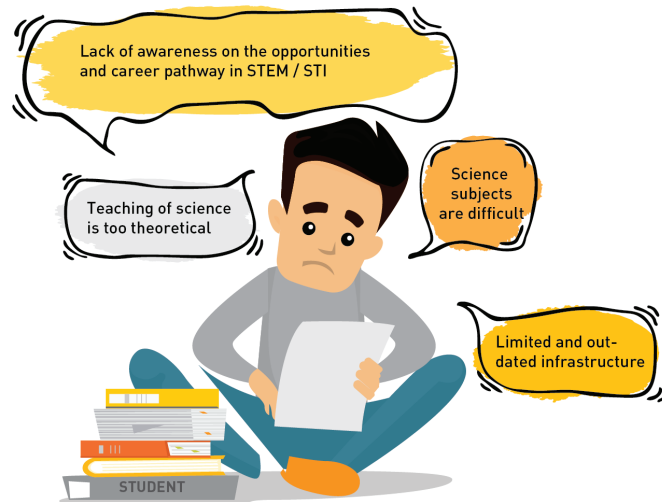 Lack of awareness on the opportunities
and career pathway in STEM / STI
Teaching of science
is too theoretical
Science
subjects
are difficult
Limited and out-
dated infrastructure
STUDENT